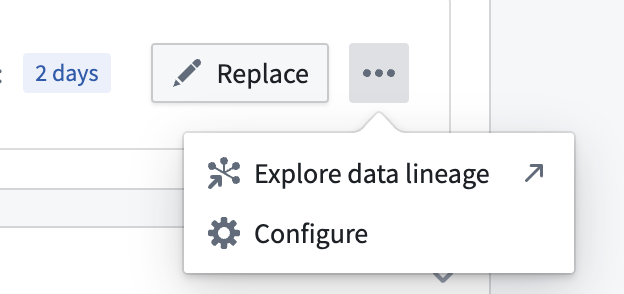 : 2 days Replace
Explore data lineage
Configure